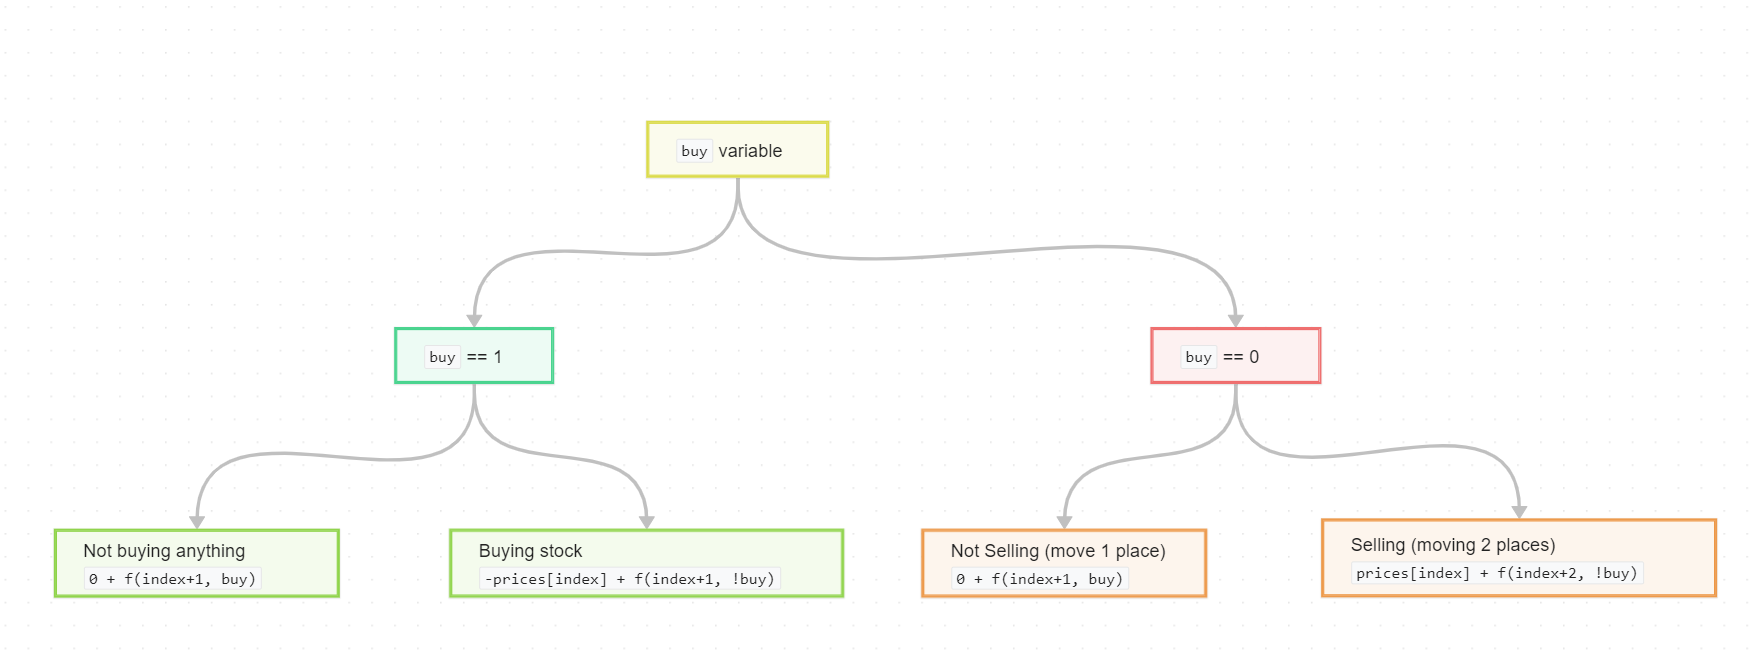 buy variable
buy == 1
buy == 0
Not buying anything
0 + f(index+1, buy)
Buying stock
-prices[index] + f(index+1, !buy)
Not Selling (move 1 place)
0 + f(index+1, buy)
Selling (moving 2 places)
prices[index] + f(index+2, !buy)